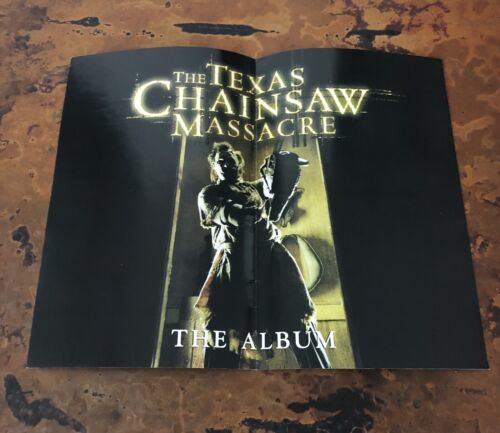 THE TEXAS
CHAINSAW
MASSACRE
THE ALBUM